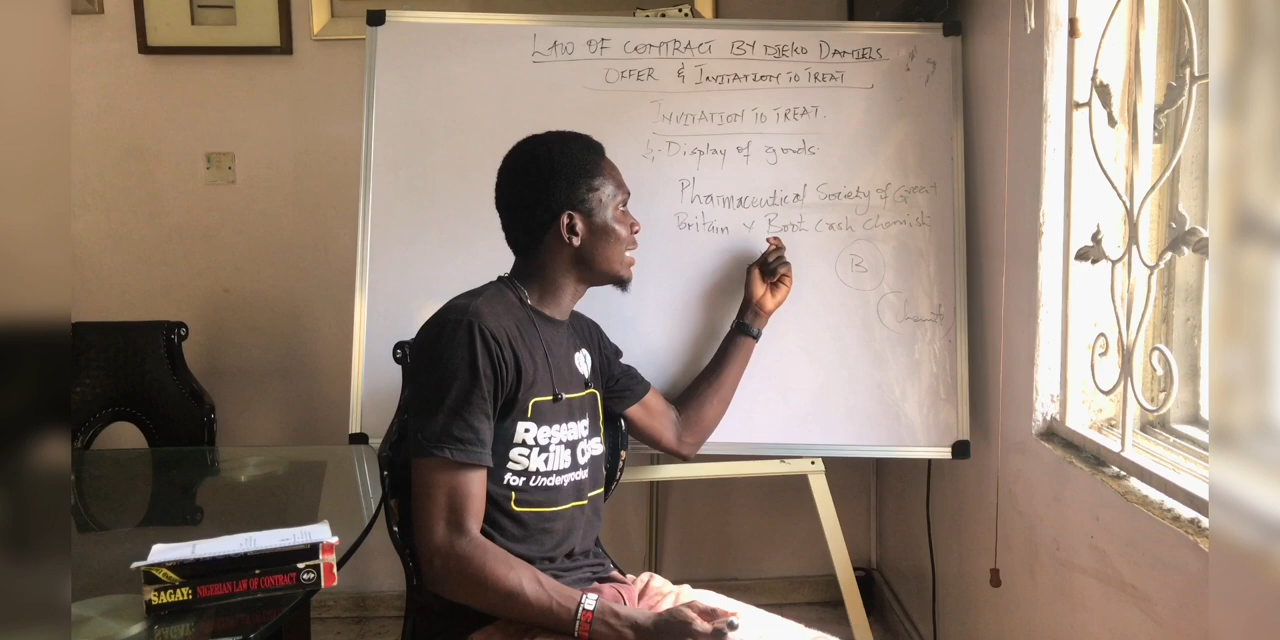 LAW OF CONTRACT BY DJEKO DANIELS
OFFER & INVITATION TO TREAT
INVITATION TO TREAT.
Display of goods.
Pharmaceutical Society of Great
Britain v Boot Cash Chemist
B
Research
Skills
for Undergraduat
SAGAY: NIGERIAN LAW OF CONTRACT